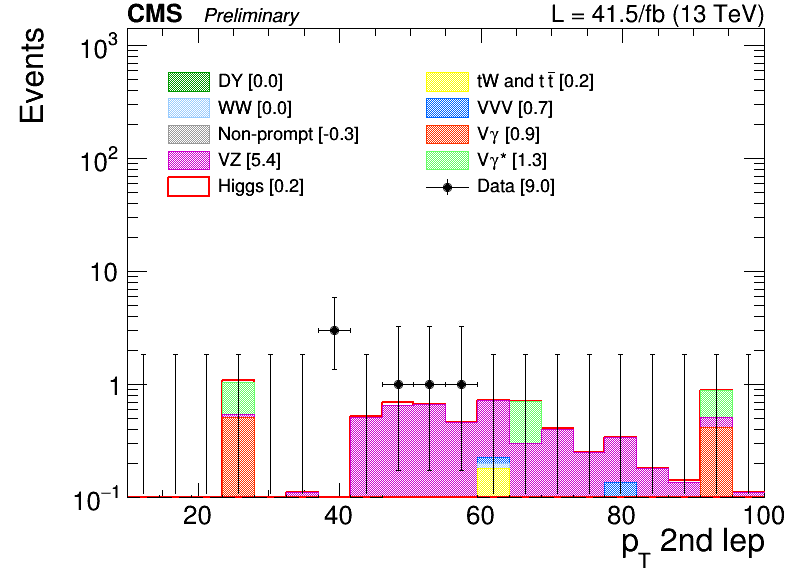 CMS Preliminary L = 41.5/fb (13 TeV)
Events
10³
10²
10
1
10⁻¹
DY [0.0]
WW [0.0]
Non-prompt [-0.3]
VZ [5.4]
Higgs [0.2]
tW and tt̅ [0.2]
VVV [0.7]
Vγ [0.9]
Vγ* [1.3]
Data [9.0]
20 40 60 80 100
p_T 2nd lep